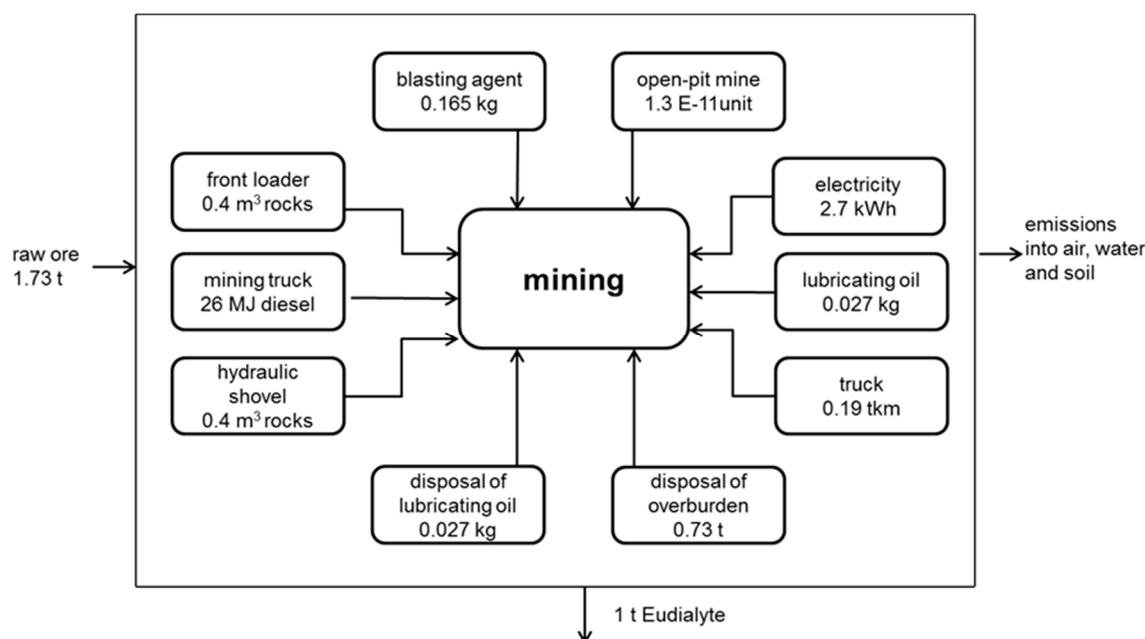 blasting agent
0.165 kg
open-pit mine
1.3 E-11unit
front loader
0.4 m³ rocks
electricity
2.7 kWh
raw ore
1.73 t
mining truck
26 MJ diesel
mining
lubricating oil
0.027 kg
emissions
into air, water
and soil
hydraulic
shovel
0.4 m³ rocks
truck
0.19 tkm
disposal of
lubricating oil
0.027 kg
disposal of
overburden
0.73 t
1 t Eudialyte